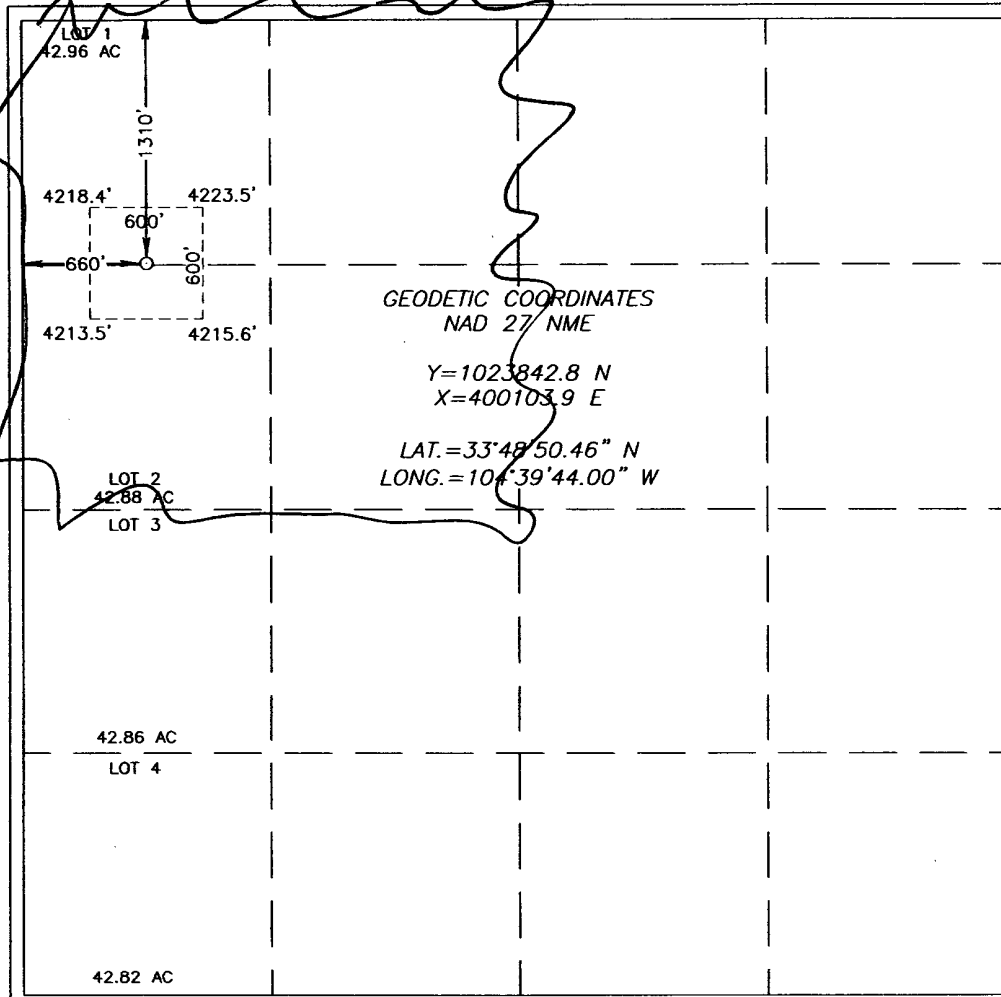 LOT 1
42.96 AC
1310'
4218.4'
4223.5'
600'
600'
660'
4213.5'
4215.6'
GEODETIC COORDINATES
NAD 27 NME
Y=1023842.8 N
X=400103.9 E
LAT.=33°48'50.46" N
LONG.=104°39'44.00" W
LOT 2
42.88 AC
LOT 3
42.86 AC
LOT 4
42.82 AC